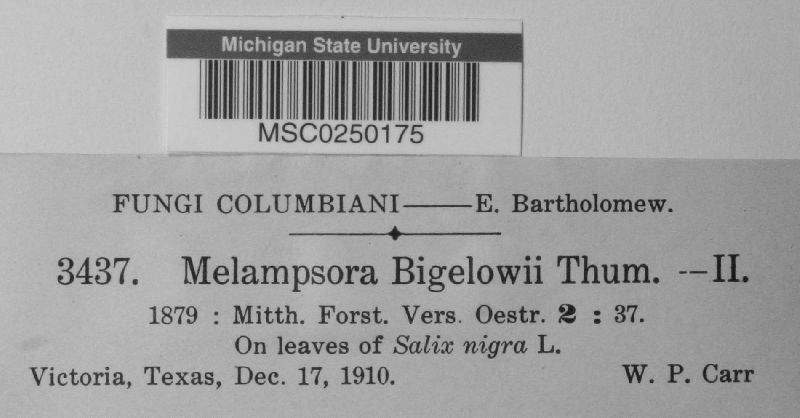 Michigan State University
MSC0250175
FUNGI COLUMBIANI——E. Bartholomew.
3437. Melampsora Bigelowii Thum. --II.
1879 : Mitth. Forst. Vers. Oestr. 2 : 37.
On leaves of Salix nigra L.
Victoria, Texas, Dec. 17, 1910. W. P. Carr